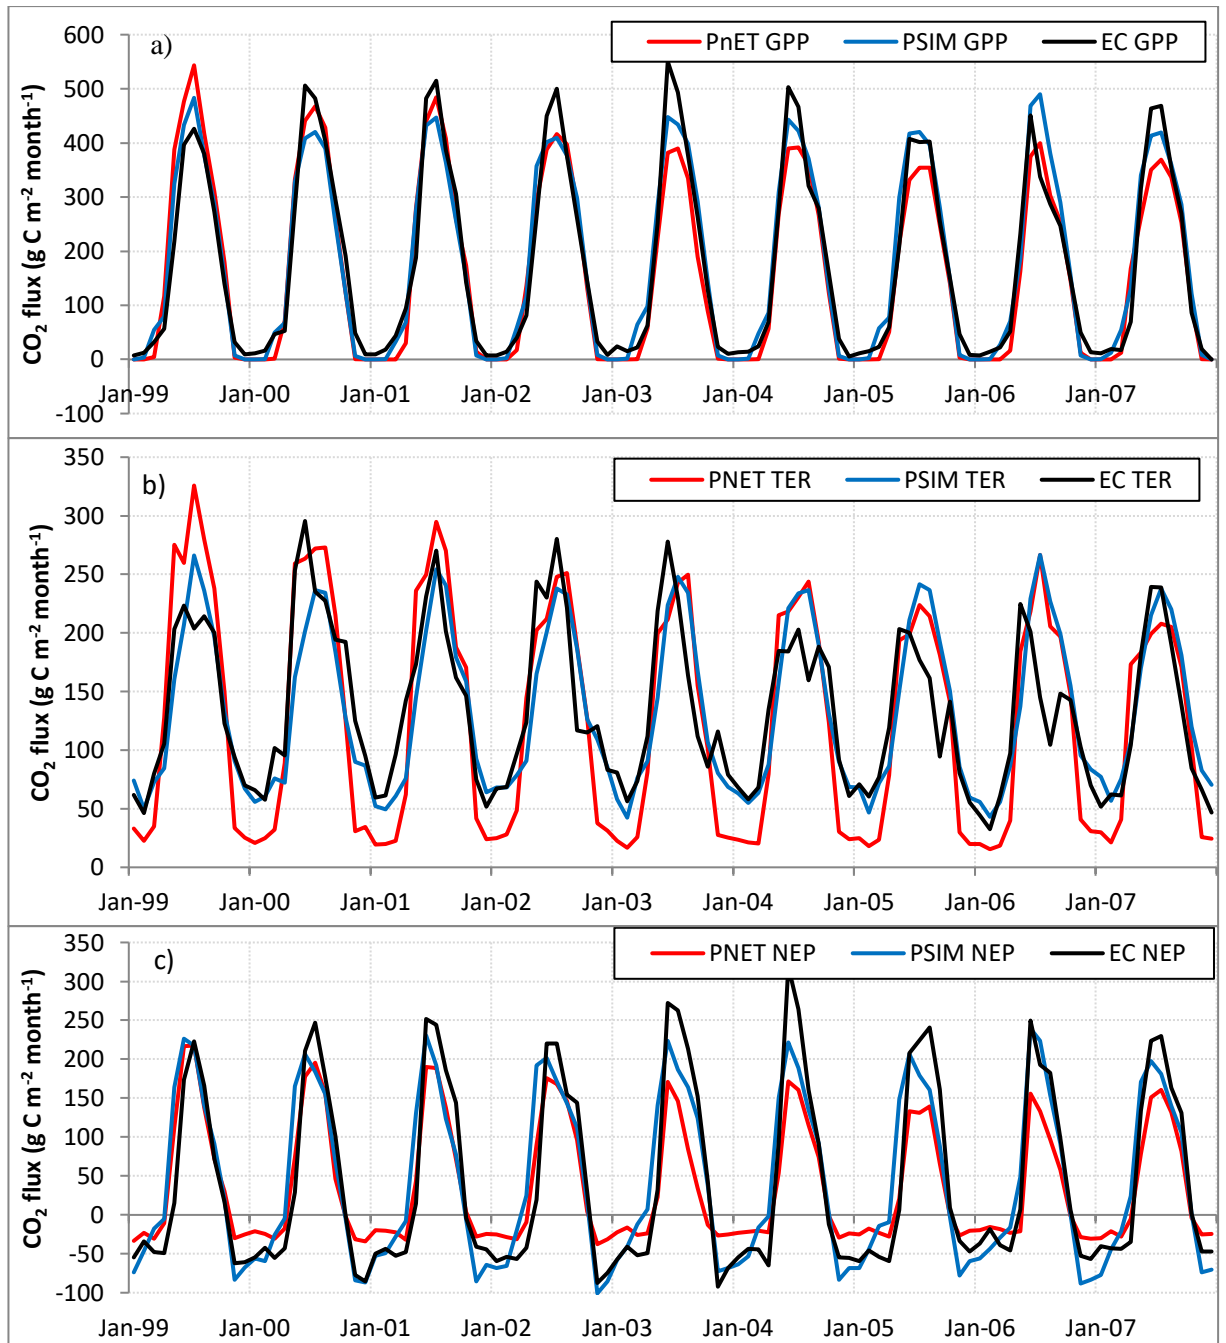 a)
PnET GPP PSIM GPP EC GPP
CO₂ flux (g C m⁻² month⁻¹)
600
500
400
300
200
100
0
-100
Jan-99 Jan-00 Jan-01 Jan-02 Jan-03 Jan-04 Jan-05 Jan-06 Jan-07
b)
PNET TER PSIM TER EC TER
CO₂ flux (g C m⁻² month⁻¹)
350
300
250
200
150
100
50
0
Jan-99 Jan-00 Jan-01 Jan-02 Jan-03 Jan-04 Jan-05 Jan-06 Jan-07
c)
PNET NEP PSIM NEP EC NEP
CO₂ flux (g C m⁻² month⁻¹)
350
300
250
200
150
100
50
0
-50
-100
Jan-99 Jan-00 Jan-01 Jan-02 Jan-03 Jan-04 Jan-05 Jan-06 Jan-07